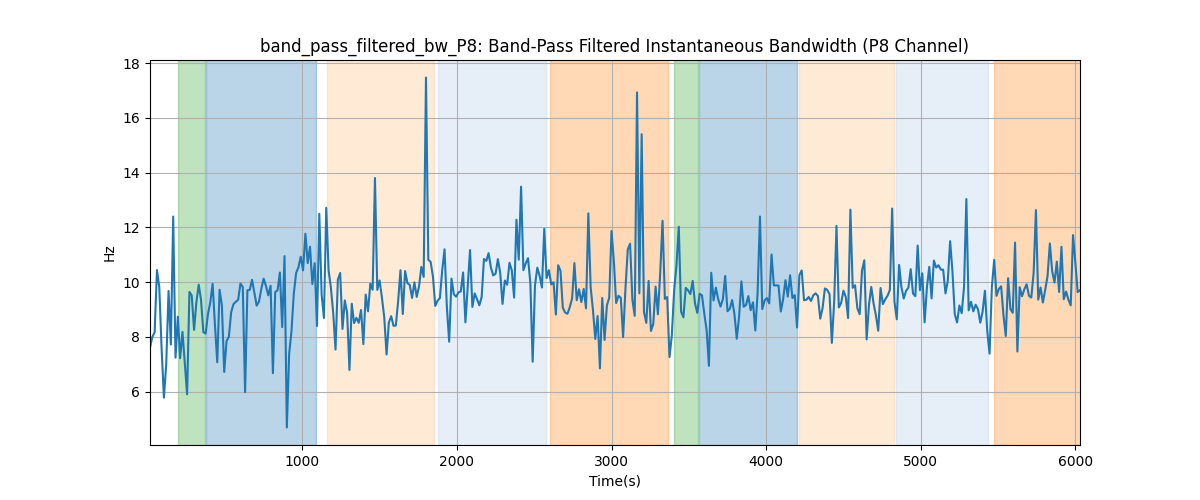 band_pass_filtered_bw_P8: Band-Pass Filtered Instantaneous Bandwidth (P8 Channel)
18
16
14
12
10
8
6
Hz
1000 2000 3000 4000 5000 6000
Time(s)